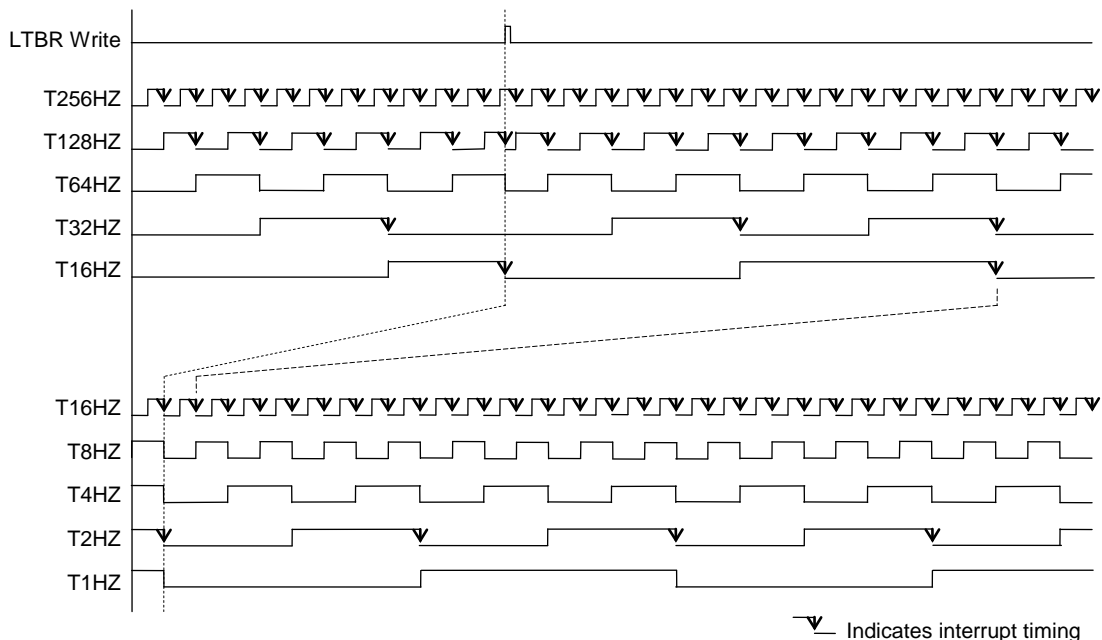 LTBR Write
T256HZ
T128HZ
T64HZ
T32HZ
T16HZ
T16HZ
T8HZ
T4HZ
T2HZ
T1HZ
Indicates interrupt timing